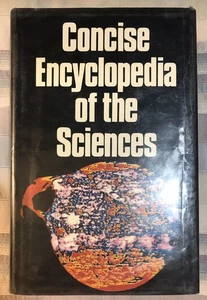 Concise
Encyclopedia
of the
Sciences